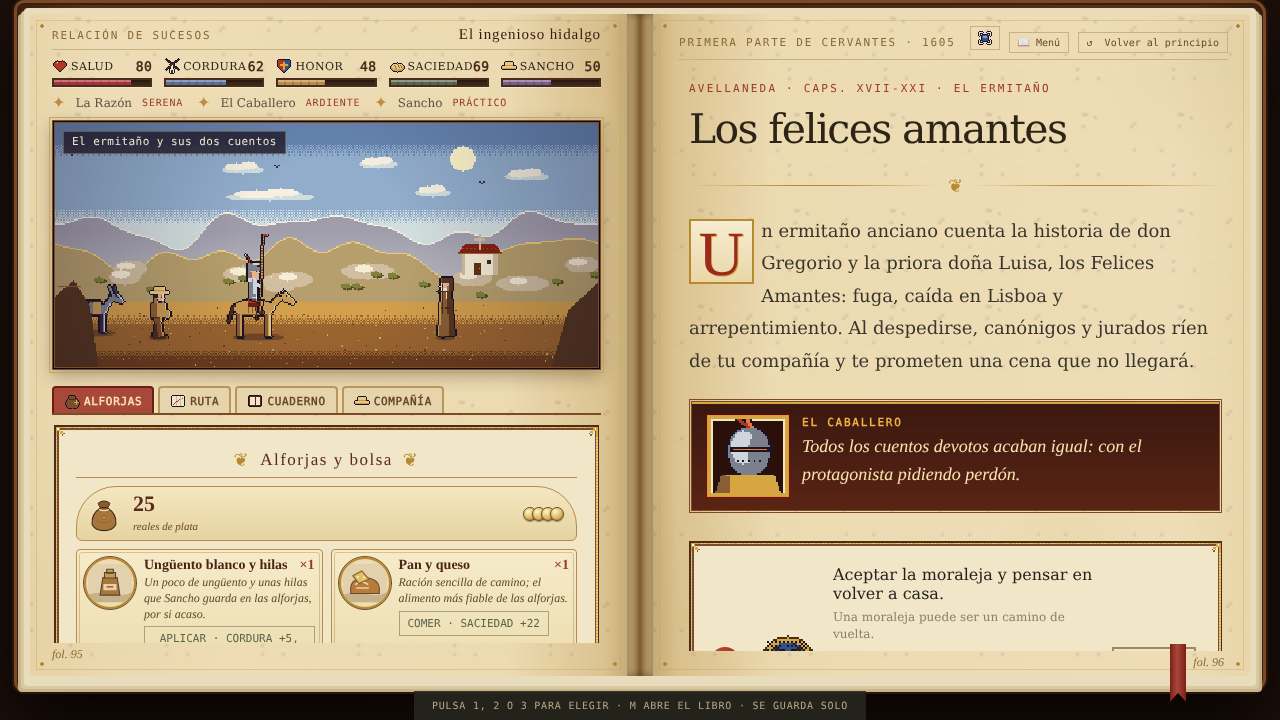 RELACIÓN DE SUCESOS
El ingenioso hidalgo
SALUD 80
CORDURA 62
HONOR 48
SACIEDAD 69
SANCHO 50
La Razón SERENA
El Caballero ARDIENTE
Sancho PRÁCTICO
El ermitaño y sus dos cuentos
ALFORJAS
RUTA
CUADERNO
COMPAÑÍA
Alforjas y bolsa
25
reales de plata
Ungüento blanco y hilas ×1
Un poco de ungüento y unas hilas
que Sancho guarda en las alforjas,
por si acaso.
APLICAR · CORDURA +5,
Pan y queso ×1
Ración sencilla de camino; el
alimento más fiable de las alforjas.
COMER · SACIEDAD +22
fol. 95
PRIMERA PARTE DE CERVANTES · 1605
Menú
↺ Volver al principio
AVELLANEDA · CAPS. XVII-XXI · EL ERMITAÑO
Los felices amantes
Un ermitaño anciano cuenta la historia de don
Gregorio y la priora doña Luisa, los Felices
Amantes: fuga, caída en Lisboa y
arrepentimiento. Al despedirse, canónigos y jurados ríen
de tu compañía y te prometen una cena que no llegará.
EL CABALLERO
Todos los cuentos devotos acaban igual: con el
protagonista pidiendo perdón.
Aceptar la moraleja y pensar en
volver a casa.
Una moraleja puede ser un camino de
vuelta.
fol. 96
PULSA 1, 2 O 3 PARA ELEGIR · M ABRE EL LIBRO · SE GUARDA SOLO